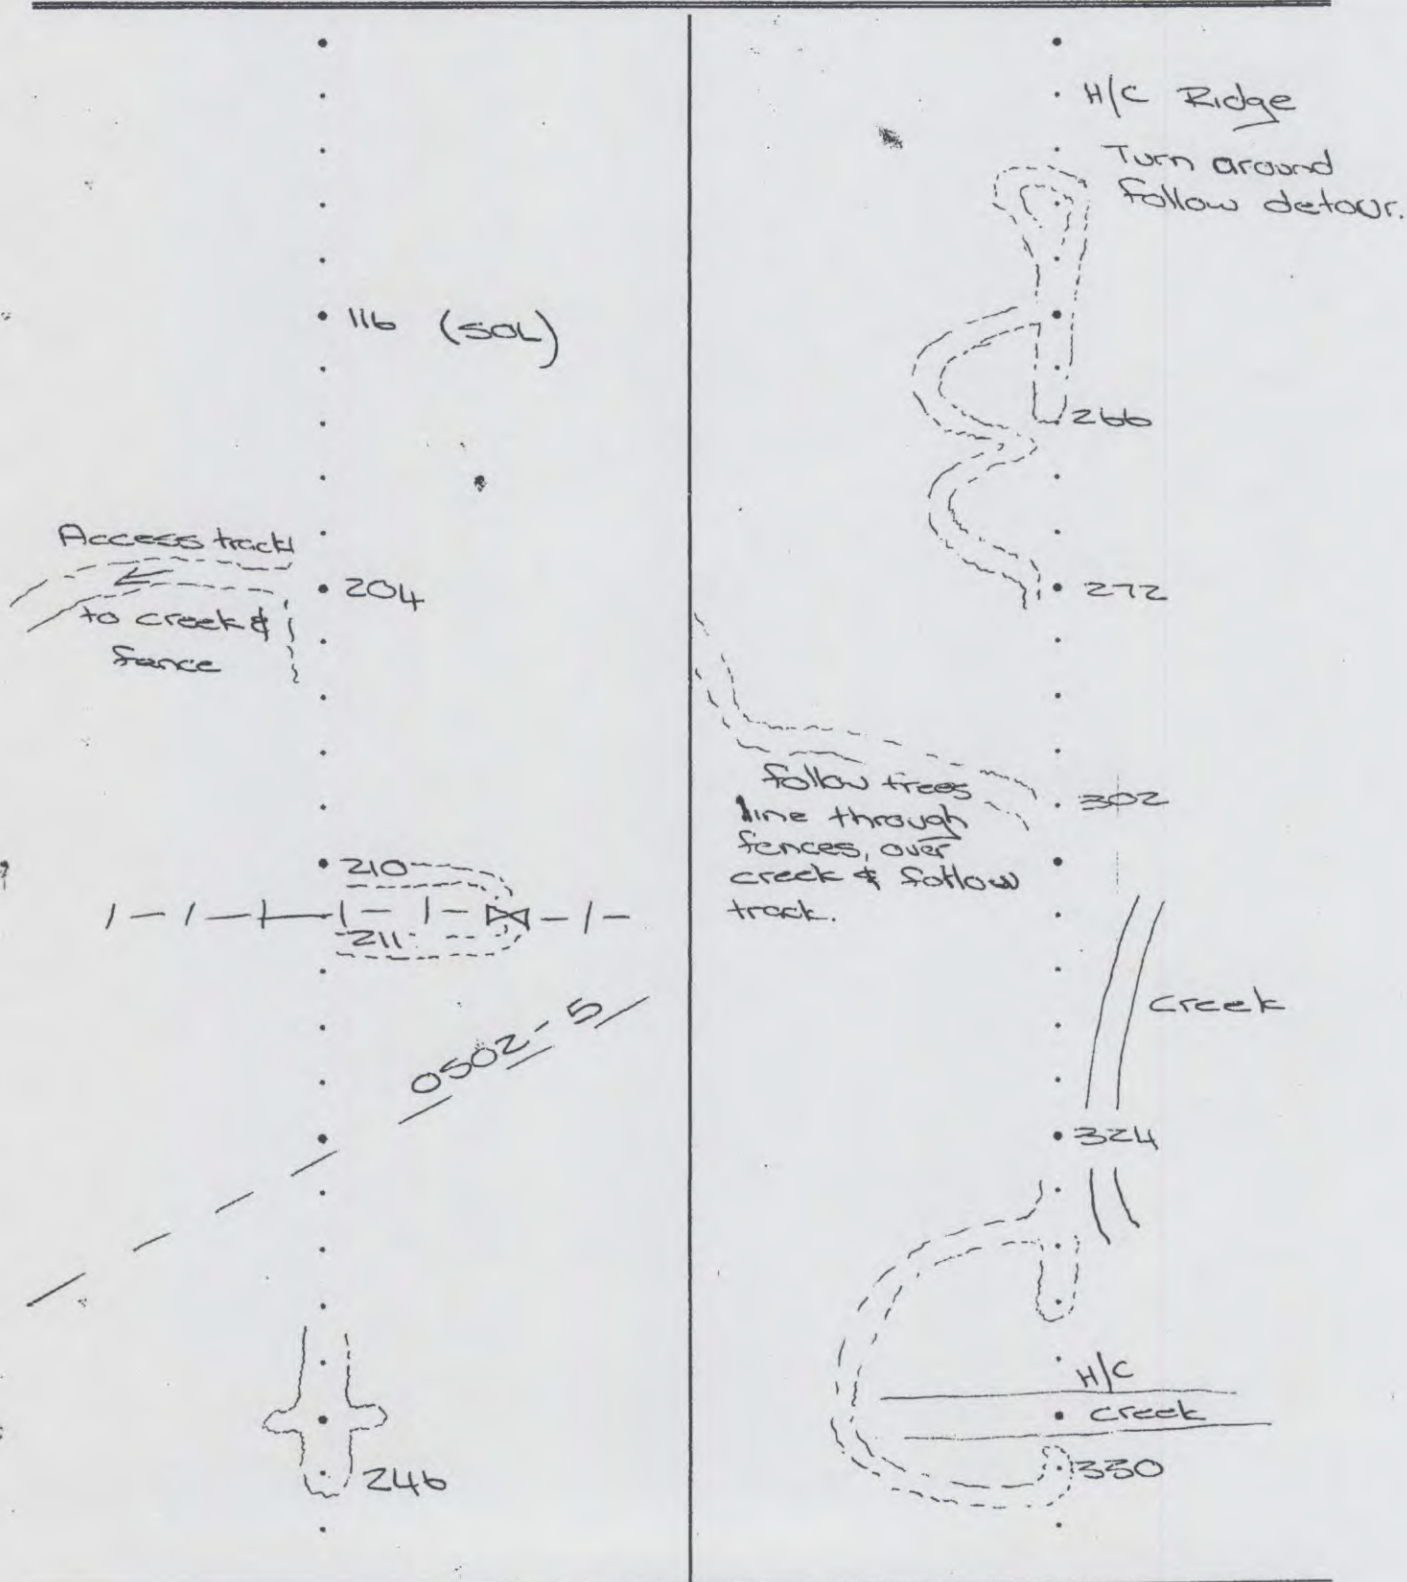 116 (SOL)
Access track
204
to creek &
fence
210
211
0502-5
246
H/C Ridge
Turn around
follow detour.
266
272
302
follow trees
line through
fences, over
creek & follow
track.
creek
324
H/C
creek
330